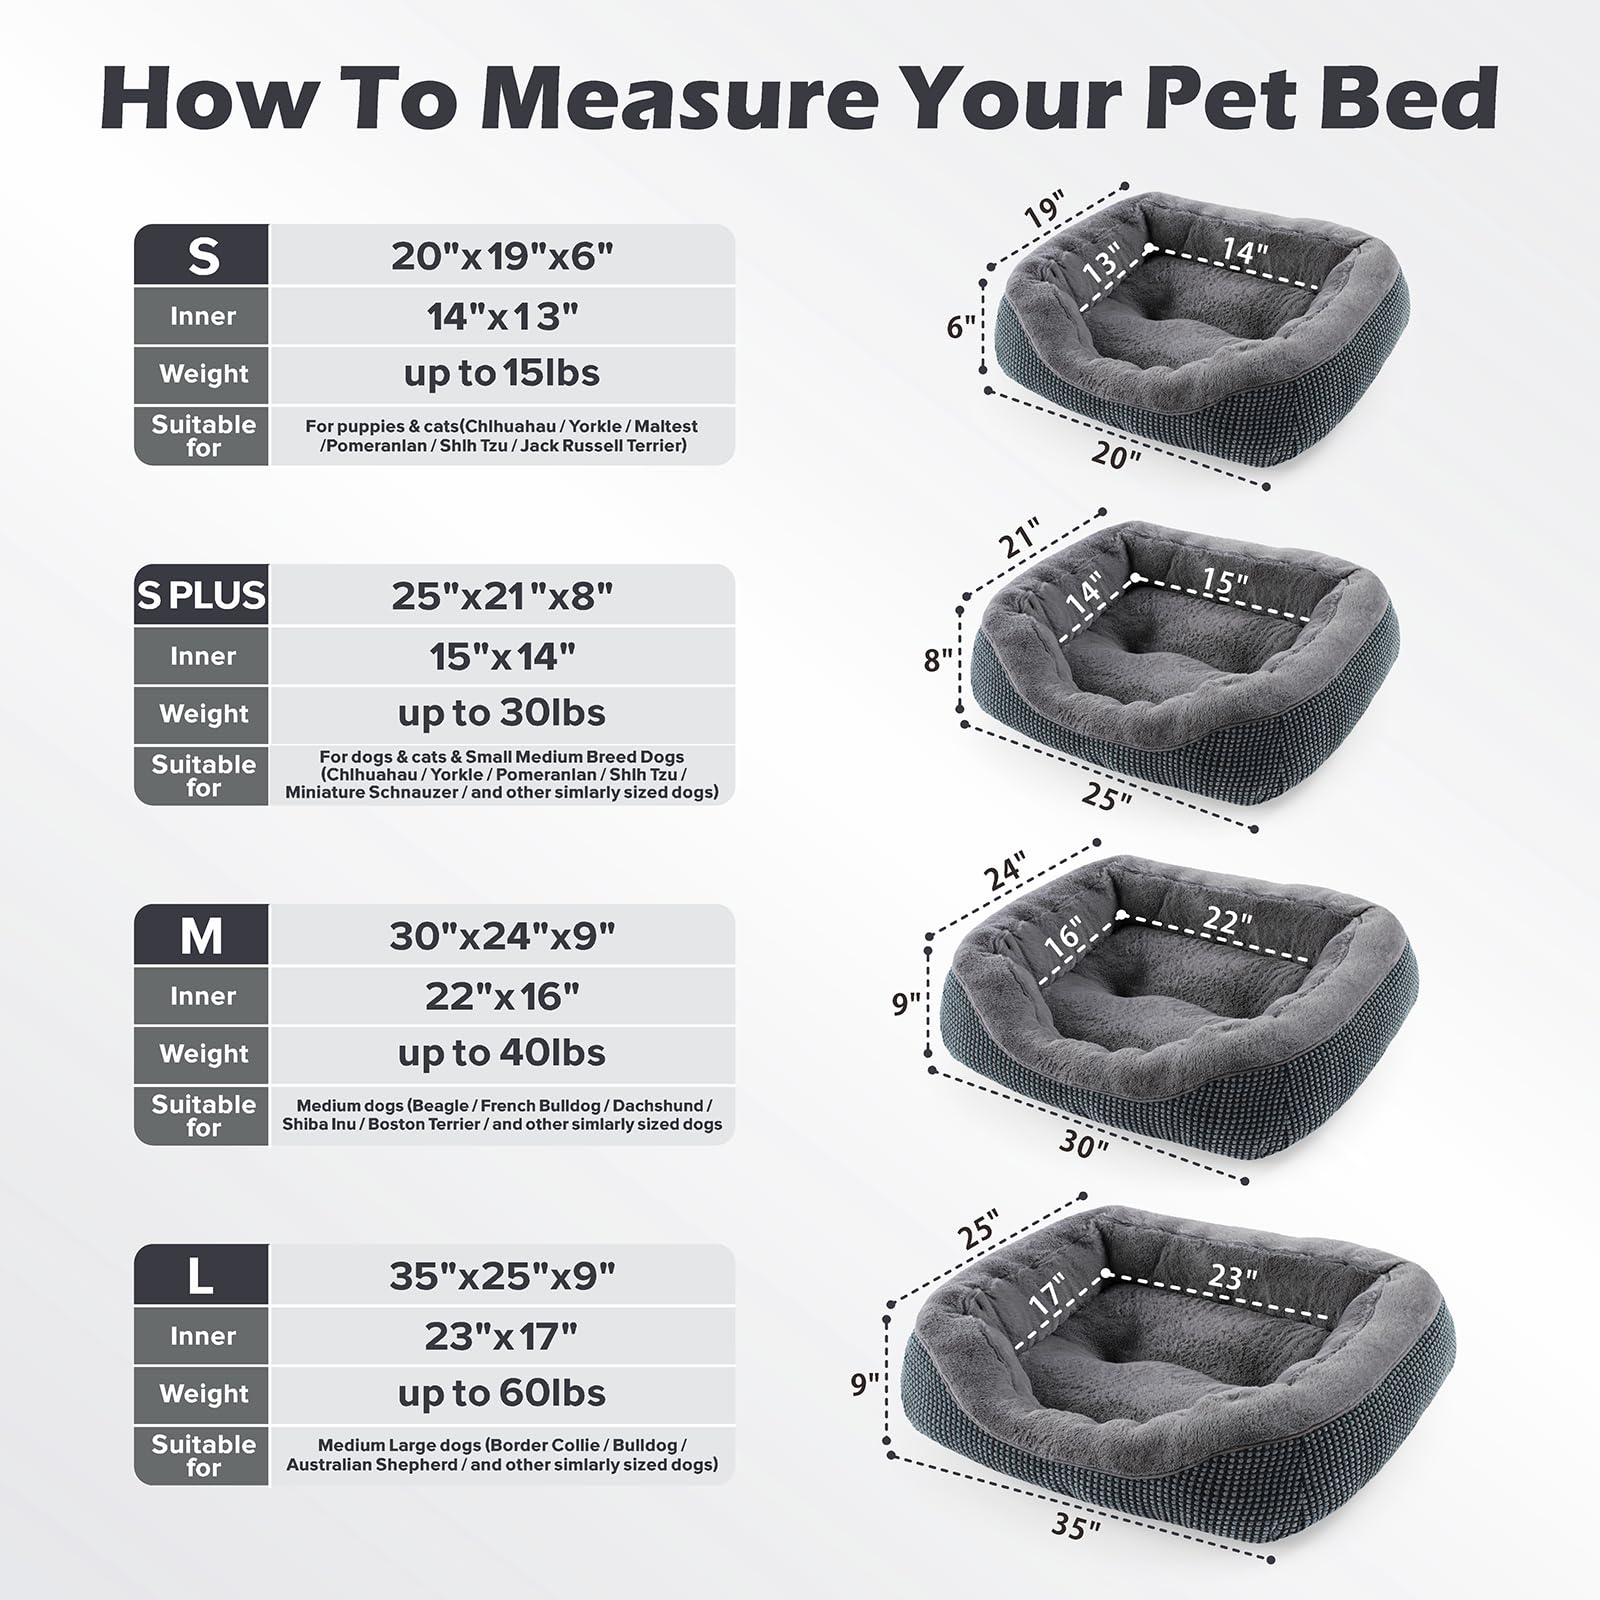 How To Measure Your Pet Bed
S
20"x19"x6"
Inner
14"x13"
Weight
up to 15lbs
Suitable
for
For puppies & cats(Chlhuahau / Yorkle / Maltest
/Pomeranlan / Shlh Tzu / Jack Russell Terrier)
19"
13"
14"
6"
20"
S PLUS
25"x21"x8"
Inner
15"x14"
Weight
up to 30lbs
Suitable
for
For dogs & cats & Small Medium Breed Dogs
(Chlhuahau / Yorkle / Pomeranlan / Shlh Tzu /
Miniature Schnauzer / and other simlarly sized dogs)
21"
14"
15"
8"
25"
M
30"x24"x9"
Inner
22"x16"
Weight
up to 40lbs
Suitable
for
Medium dogs (Beagle / French Bulldog / Dachshund /
Shiba Inu / Boston Terrier / and other simlarly sized dogs
24"
16"
22"
9"
30"
L
35"x25"x9"
Inner
23"x17"
Weight
up to 60lbs
Suitable
for
Medium Large dogs (Border Collie / Bulldog /
Australian Shepherd / and other simlarly sized dogs)
25"
17"
23"
9"
35"